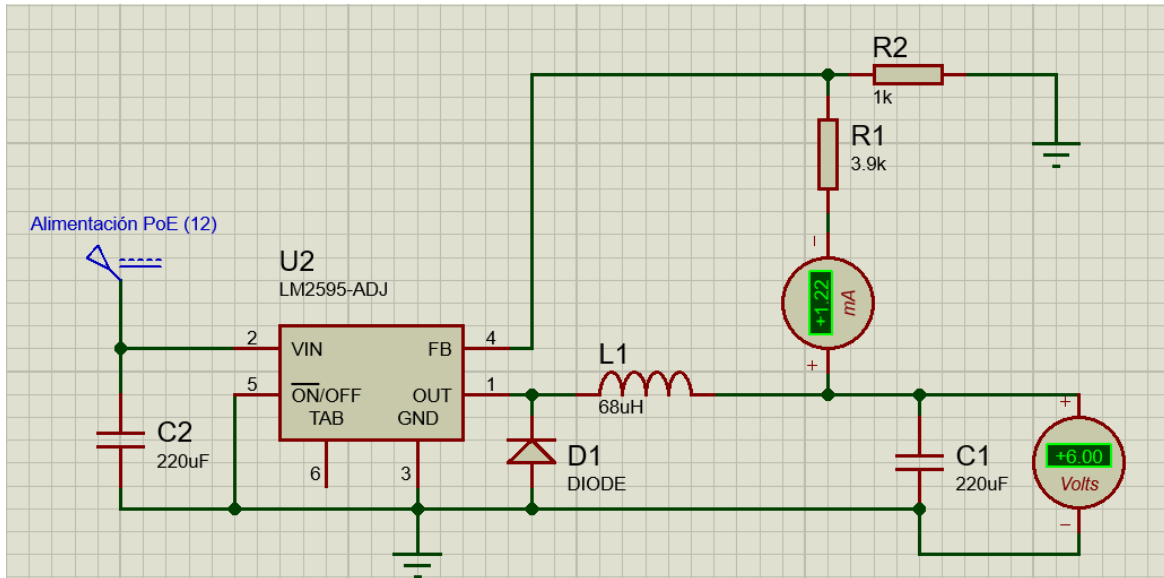 R2
1k
R1
3.9k
Alimentación PoE (12)
U2
LM2595-ADJ
-
+1.22
mA
+
2
VIN
FB
4
5
ON/OFF
OUT
1
TAB
GND
6
3
L1
68uH
C2
220uF
D1
DIODE
C1
220uF
+
+6.00
Volts
-